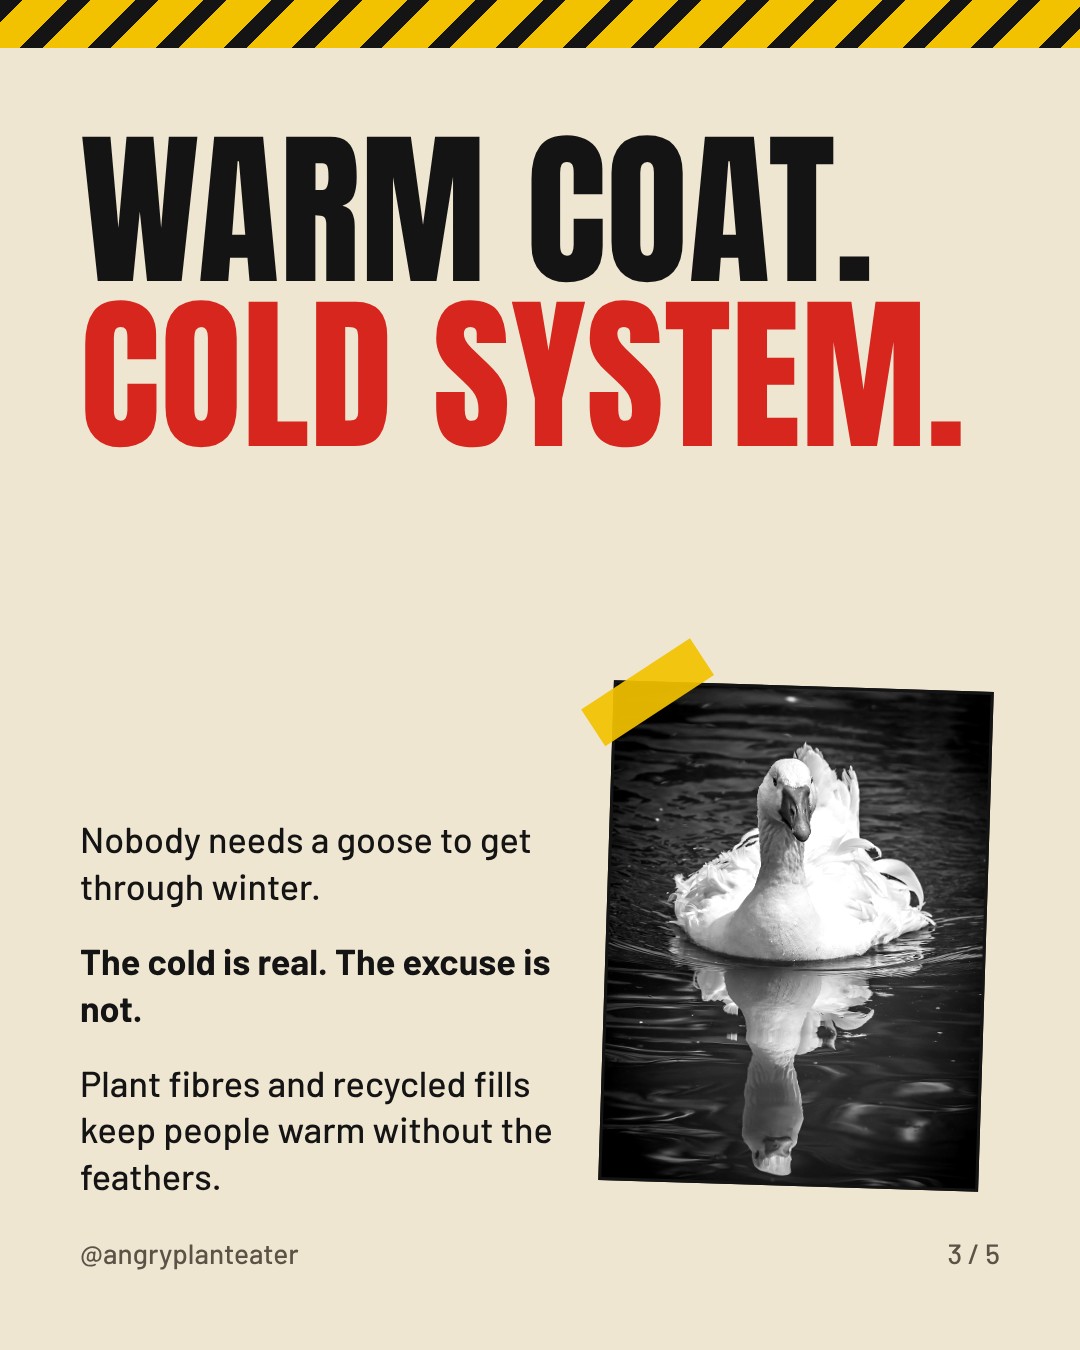 WARM COAT.
COLD SYSTEM.
Nobody needs a goose to get
through winter.
The cold is real. The excuse is
not.
Plant fibres and recycled fills
keep people warm without the
feathers.
@angryplanteater
3 / 5